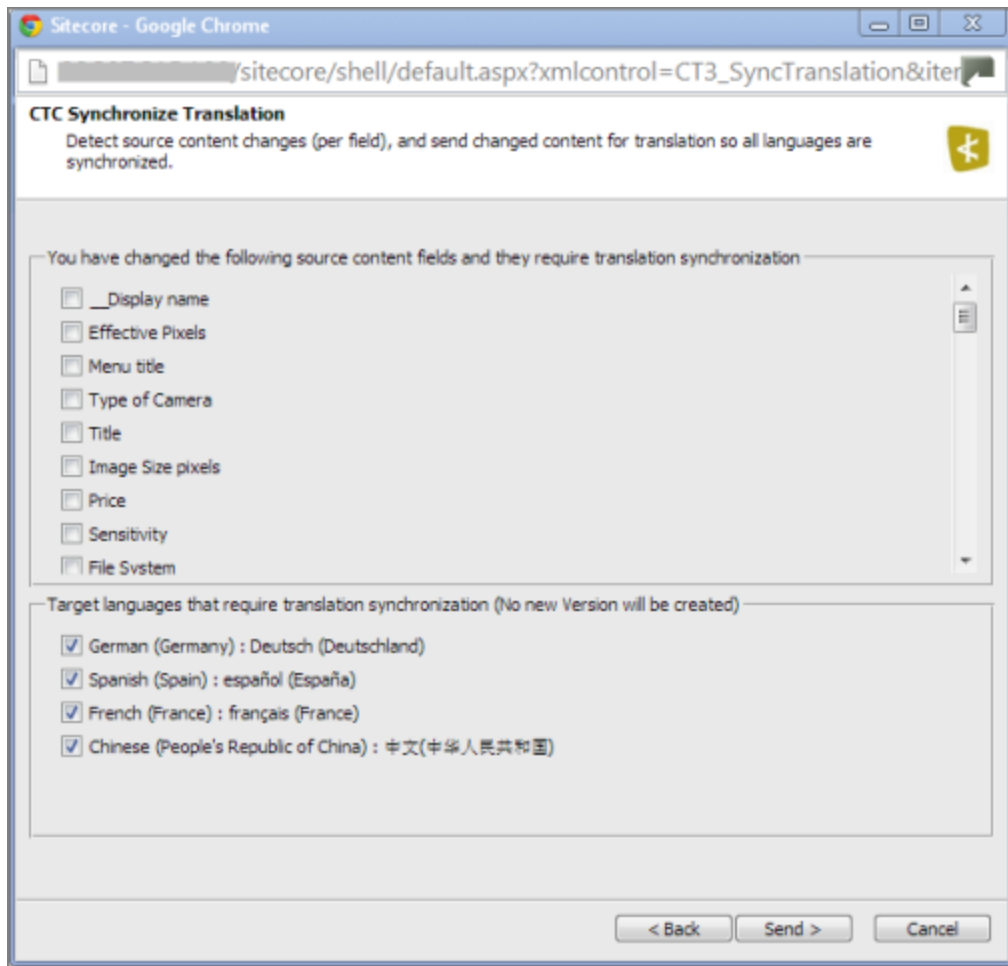 Sitecore - Google Chrome
/sitecore/shell/default.aspx?xmlcontrol=CT3_SyncTranslation&iter
CTC Synchronize Translation
Detect source content changes (per field), and send changed content for translation so all languages are
synchronized.
You have changed the following source content fields and they require translation synchronization
__Display name
Effective Pixels
Menu title
Type of Camera
Title
Image Size pixels
Price
Sensitivity
File System
Target languages that require translation synchronization (No new Version will be created)
German (Germany) : Deutsch (Deutschland)
Spanish (Spain) : español (España)
French (France) : français (France)
Chinese (People's Republic of China) : 中文(中华人民共和国)
< Back
Send >
Cancel